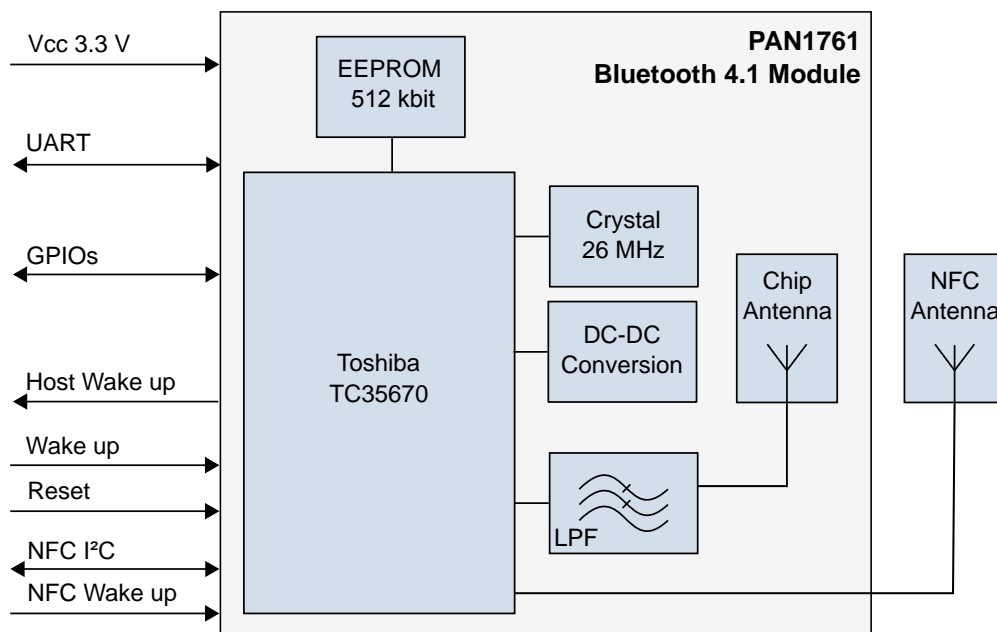 Vcc 3.3 V
UART
GPIOs
Host Wake up
Wake up
Reset
NFC I²C
NFC Wake up
PAN1761
Bluetooth 4.1 Module
EEPROM
512 kbit
Toshiba
TC35670
Crystal
26 MHz
DC-DC
Conversion
LPF
Chip
Antenna
NFC
Antenna